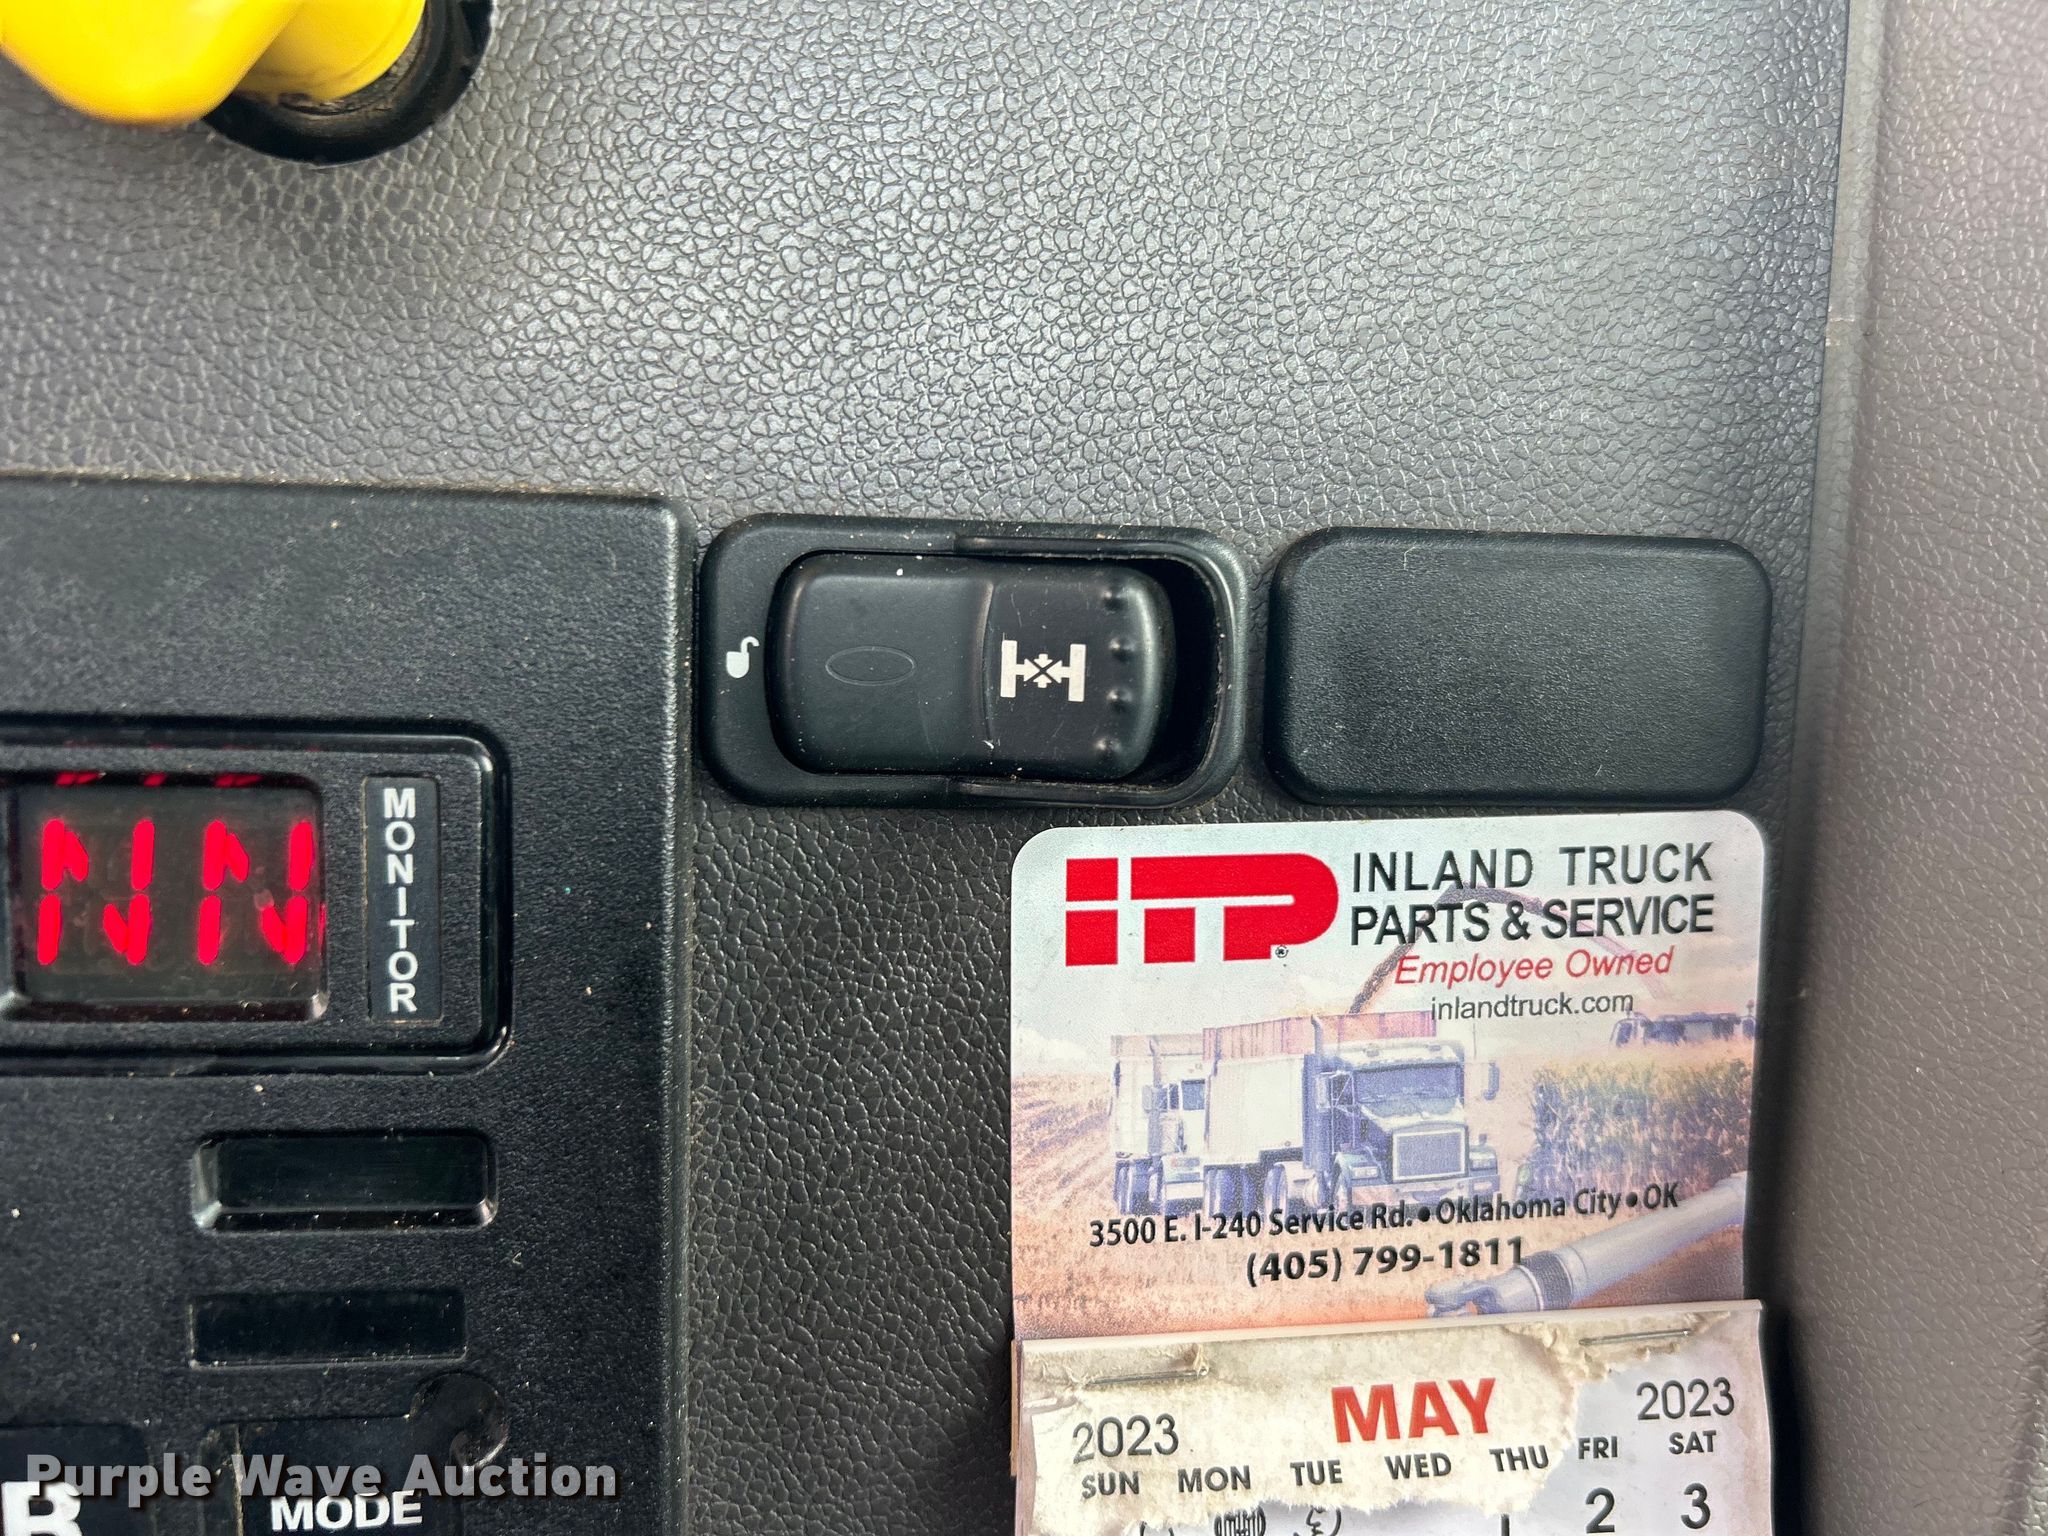 NN
MONITOR
ITP
INLAND TRUCK
PARTS & SERVICE
Employee Owned
inlandtruck.com
3500 E. I-240 Service Rd. • Oklahoma City • OK
(405) 799-1811
2023 MAY 2023
SUN MON TUE WED THU FRI SAT
1 2 3
MODE
Purple Wave Auction